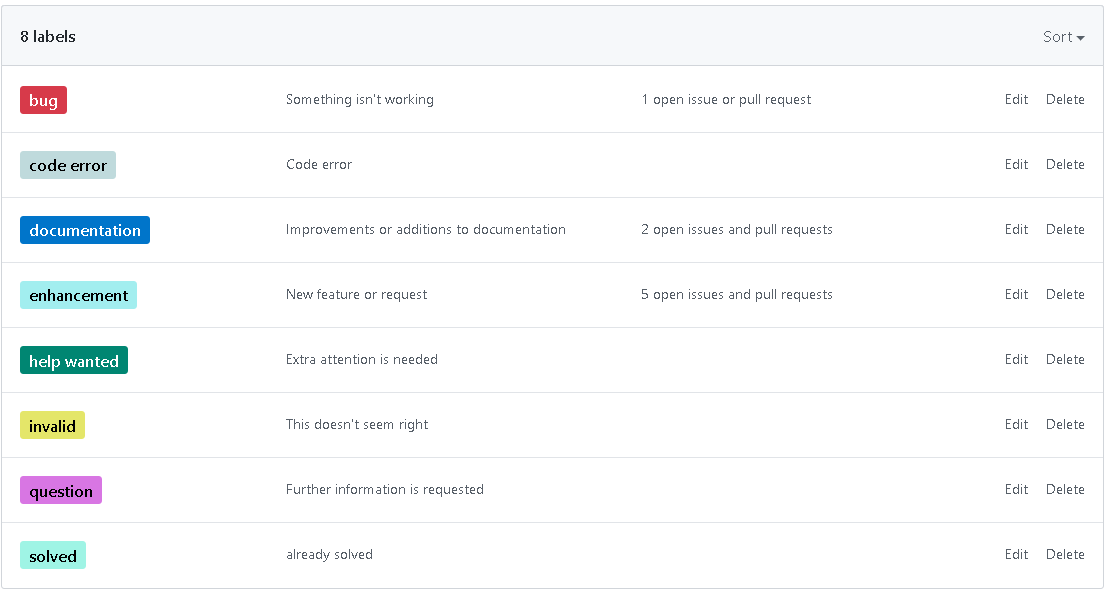 8 labels Sort
bug Something isn't working 1 open issue or pull request Edit Delete
code error Code error Edit Delete
documentation Improvements or additions to documentation 2 open issues and pull requests Edit Delete
enhancement New feature or request 5 open issues and pull requests Edit Delete
help wanted Extra attention is needed Edit Delete
invalid This doesn't seem right Edit Delete
question Further information is requested Edit Delete
solved already solved Edit Delete